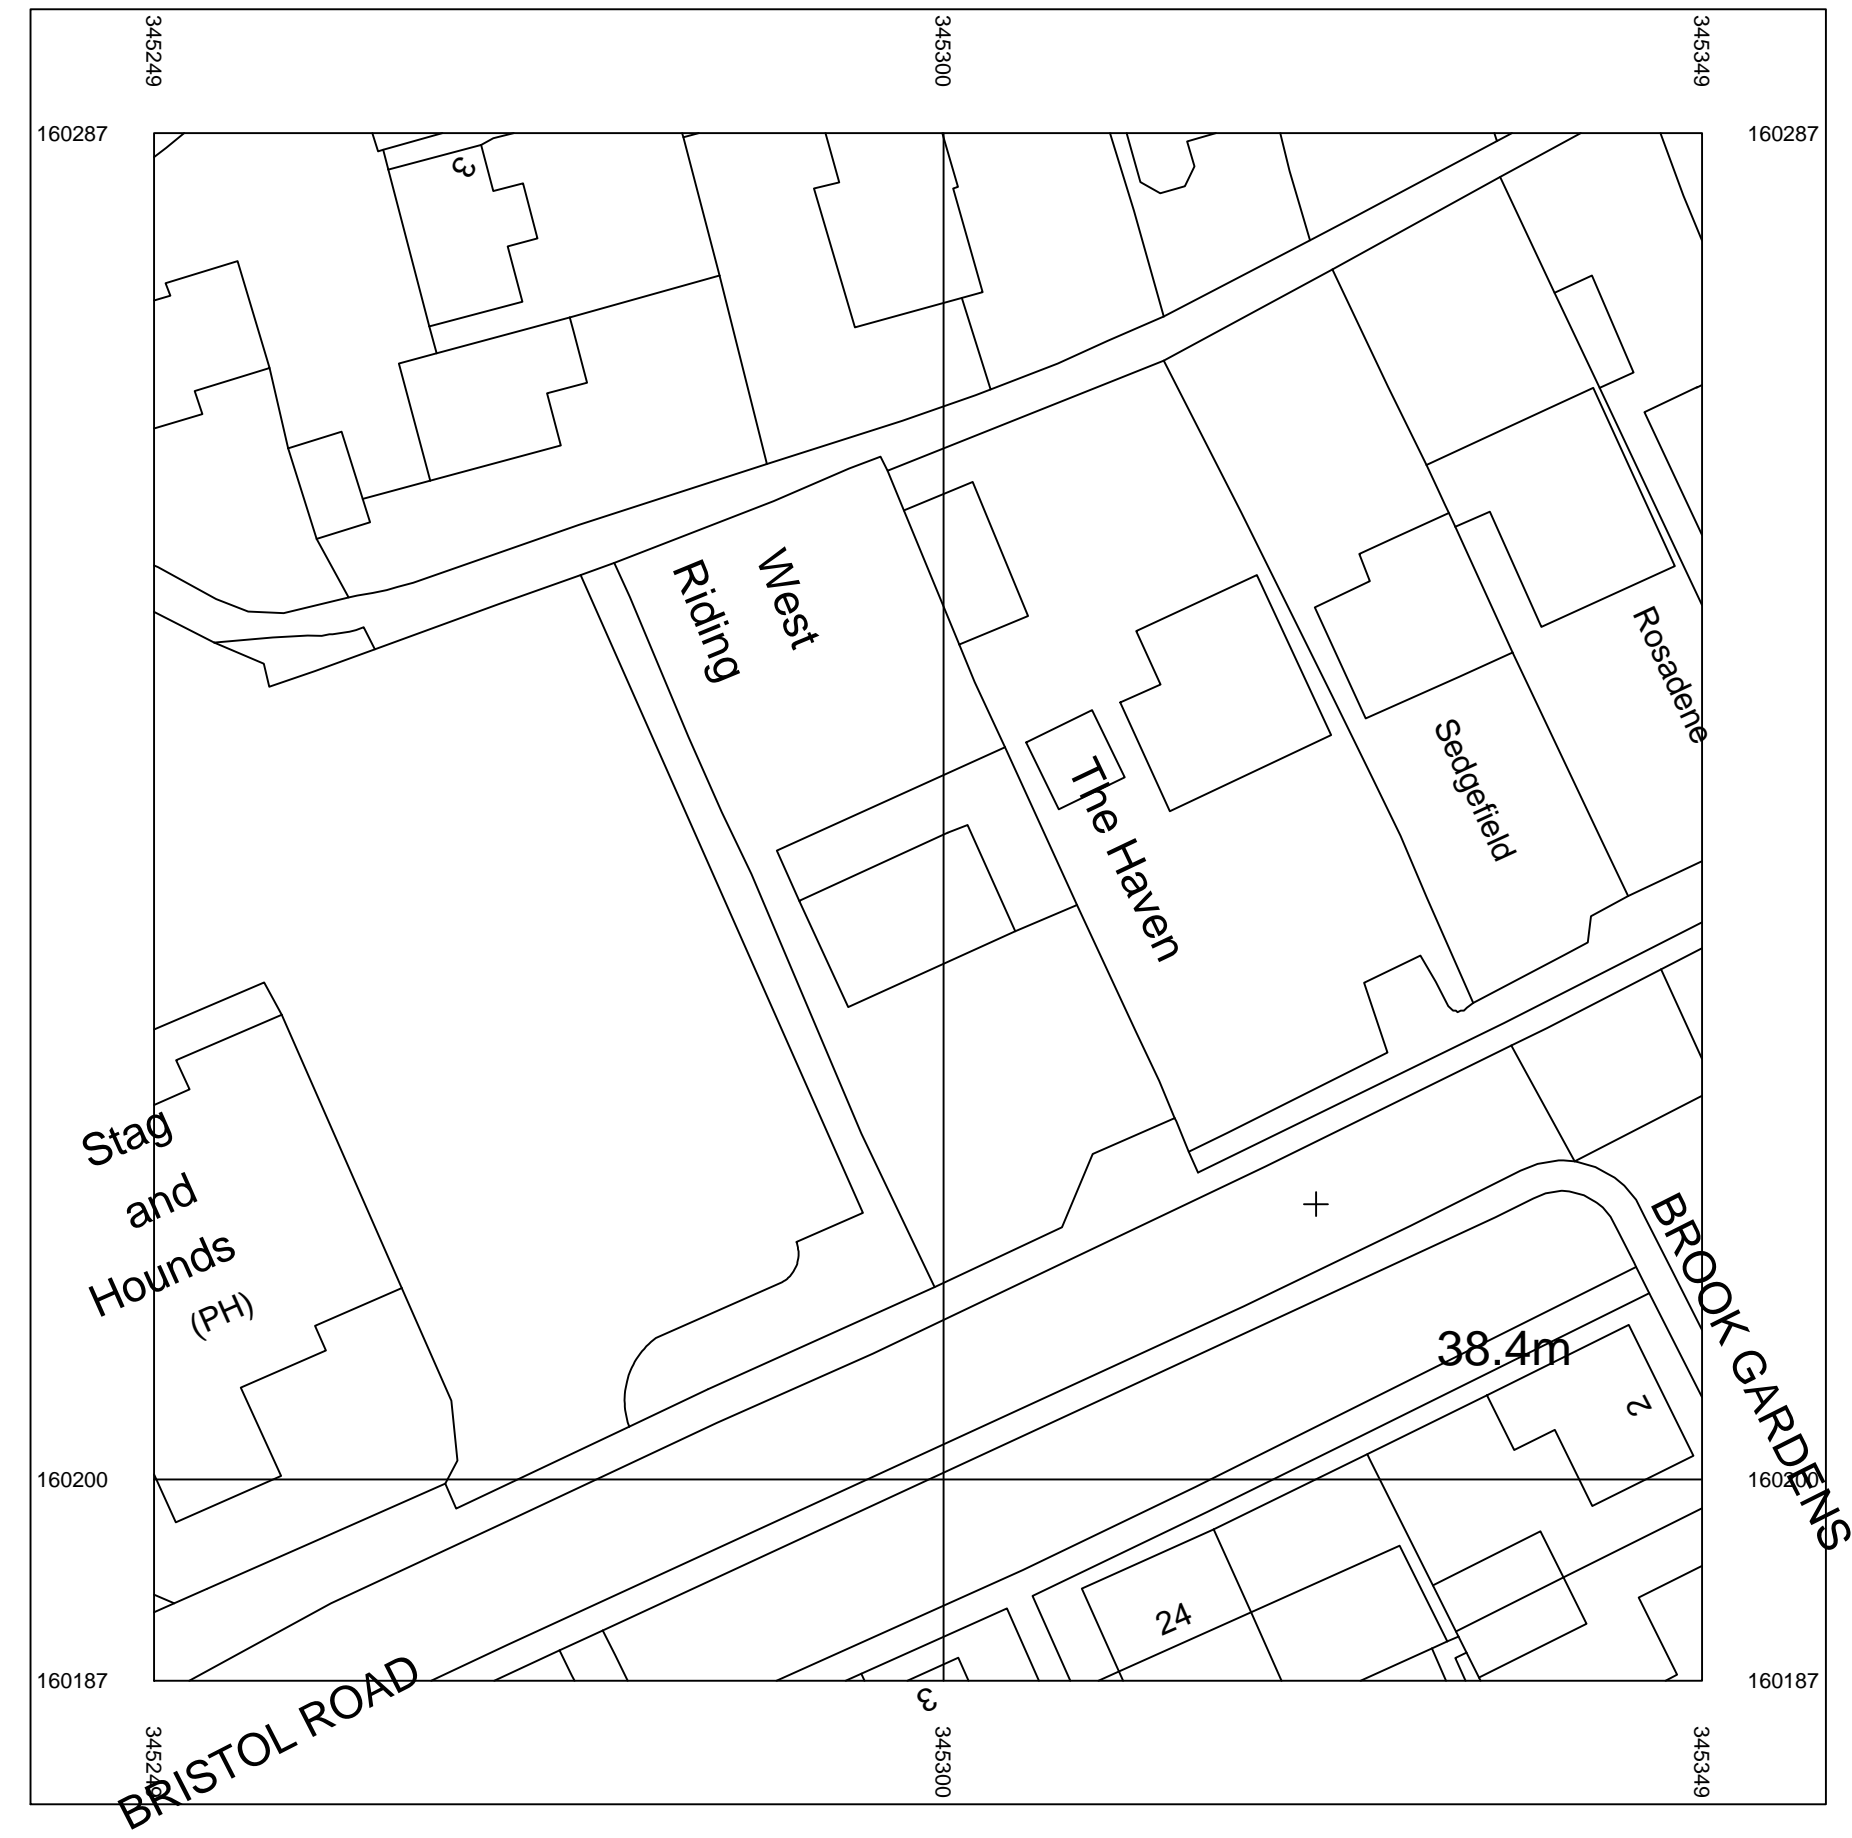 345249
345300
345349
160287
160287
3
West
Riding
Rosadene
Sedgefield
The Haven
Stag
and
Hounds
(PH)
BROOK GARDENS
38.4m
2
160200
160200
24
160187
160187
3
BRISTOL ROAD
345249
345300
345349